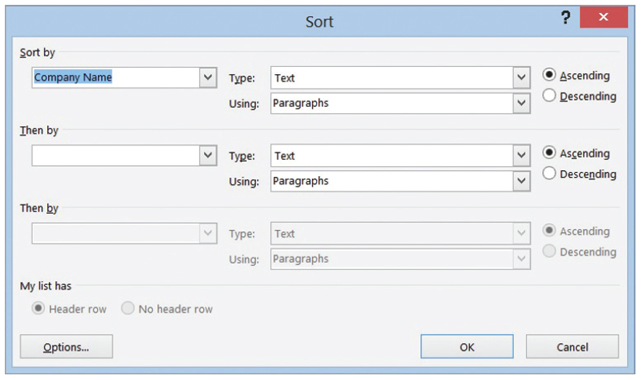 Sort
?
Sort by
Company Name Type: Text Ascending
Using: Paragraphs Descending
Then by
Type: Text Ascending
Using: Paragraphs Descending
Then by
Type: Text Ascending
Using: Paragraphs Descending
My list has
Header row No header row
Options... OK Cancel